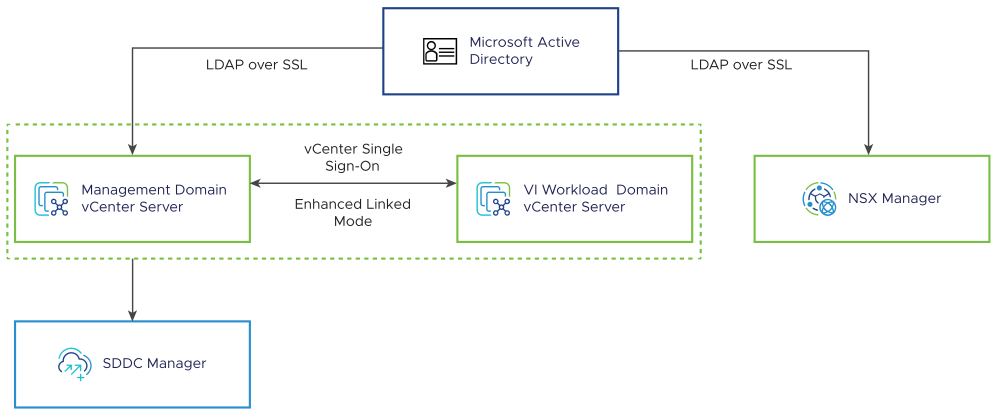 Microsoft Active
Directory
LDAP over SSL
LDAP over SSL
vCenter Single
Sign-On
Management Domain
vCenter Server
Enhanced Linked
Mode
VI Workload Domain
vCenter Server
NSX Manager
SDDC Manager